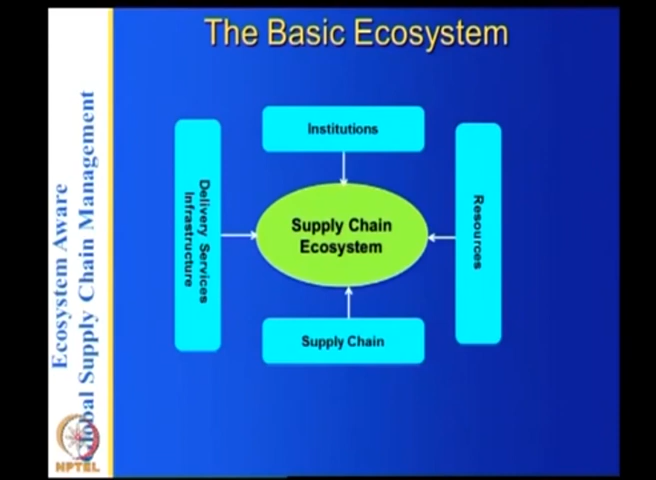 The Basic Ecosystem
Ecosystem Aware
Global Supply Chain Management
Institutions
Delivery Services
Infrastructure
Supply Chain
Ecosystem
Resources
Supply Chain
NPTEL